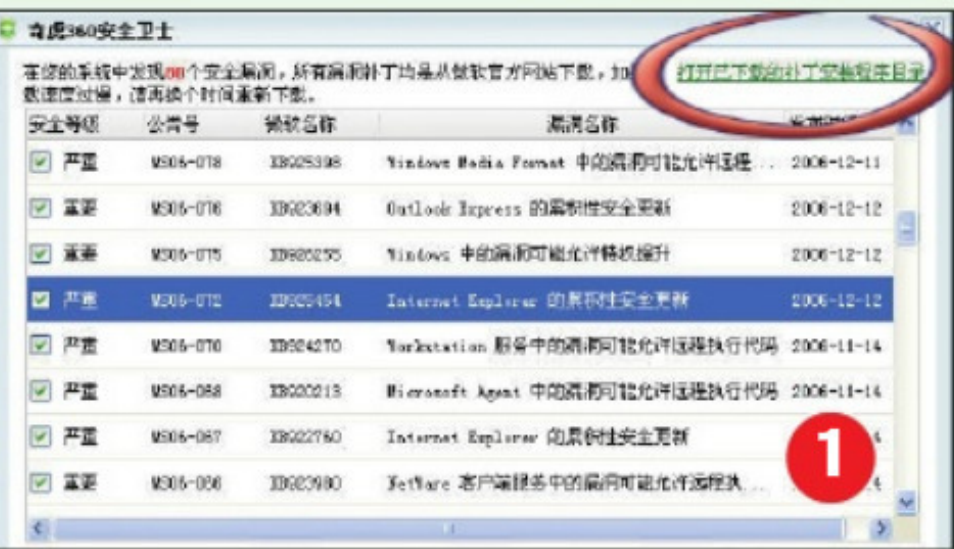 奇虎360安全卫士
在您的系统中发现 个安全漏洞，所有漏洞补丁均是从微软官方网站下载，如 打开已下载的补丁安装程序目录
载速度过慢，请再换个时间重新下载。
安全等级 公告号 微软名称 漏洞名称
严重 MS06-078 KB925398 Windows Media Format 中的漏洞可能允许远程... 2006-12-11
重要 MS06-076 KB923694 Outlook Express 的累积性安全更新 2006-12-12
重要 MS06-075 KB926255 Windows 中的漏洞可能允许特权提升 2006-12-12
严重 MS06-072 KB925454 Internet Explorer 的累积性安全更新 2006-12-12
严重 MS06-070 KB924270 Workstation 服务中的漏洞可能允许远程执行代码 2006-11-14
严重 MS06-068 KB920213 Microsoft Agent 中的漏洞可能允许远程执行代码 2006-11-14
严重 MS06-067 KB922760 Internet Explorer 的累积性安全更新
重要 MS06-066 KB923980 NetWare 客户端服务中的漏洞可能允许远程执...
1